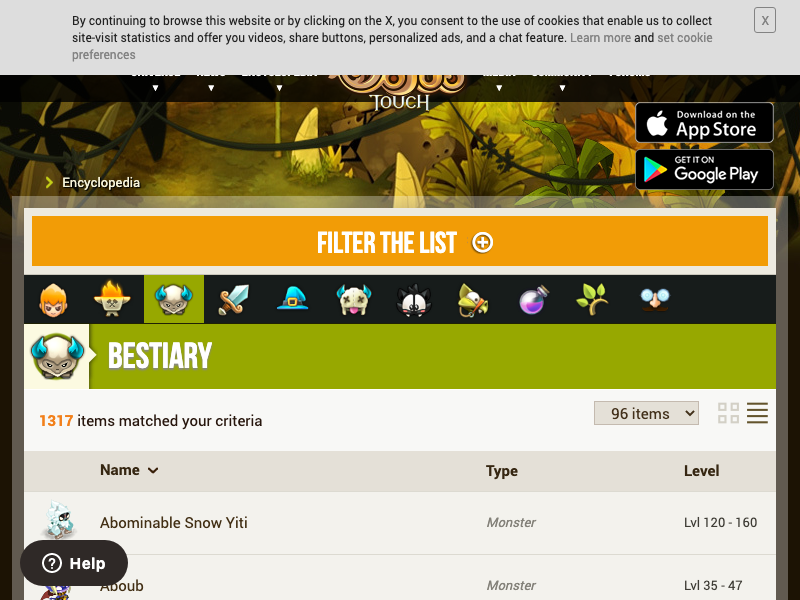 By continuing to browse this website or by clicking on the X, you consent to the use of cookies that enable us to collect
site-visit statistics and offer you videos, share buttons, personalized ads, and a chat feature. Learn more and set cookie
preferences
X
TOUCH
Download on the
App Store
GET IT ON
Google Play
Encyclopedia
FILTER THE LIST
BESTIARY
1317 items matched your criteria
96 items
Name Type Level
Abominable Snow Yiti Monster Lvl 120 - 160
Help
Aboub Monster Lvl 35 - 47